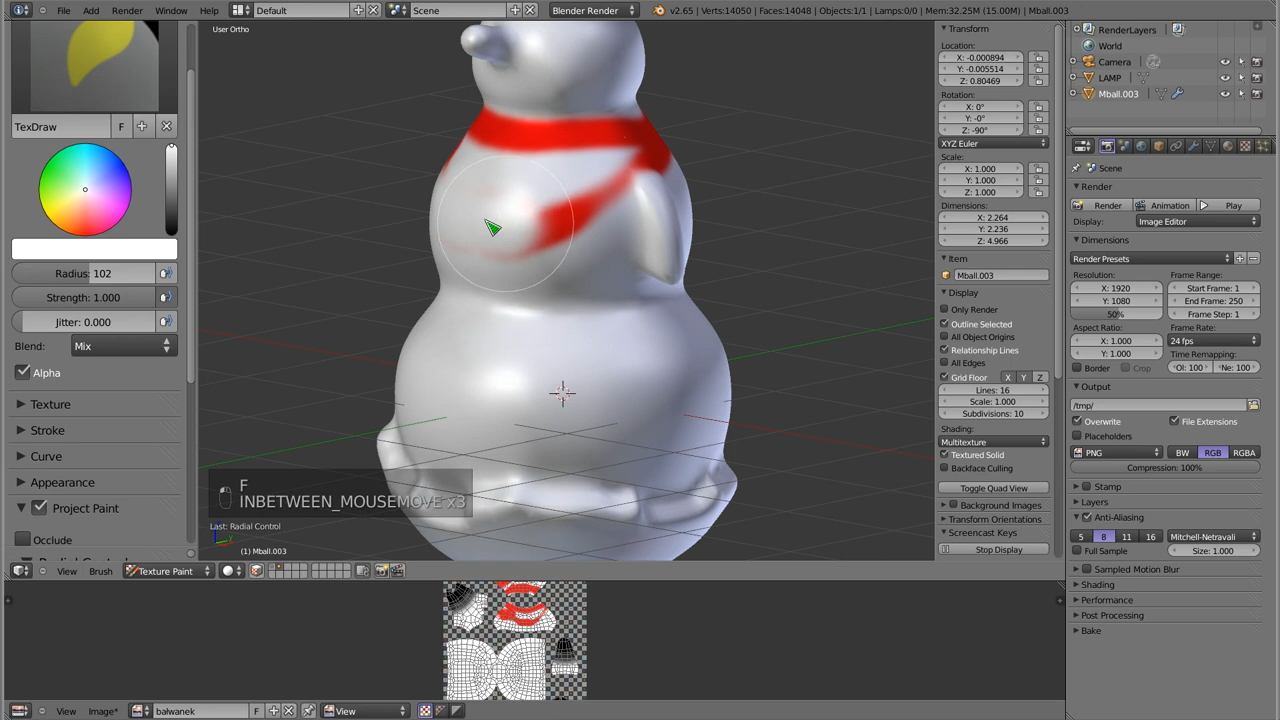 File Add Render Window Help Default Scene Blender Render v2.65 | Verts:14050 | Faces:14048 | Objects:1/1 | Lamps:0/0 | Mem:32.25M (15.00M) | Mball.003
User Ortho
TexDraw F
Radius: 102
Strength: 1.000
Jitter: 0.000
Blend: Mix
Alpha
Texture
Stroke
Curve
Appearance
Project Paint
Occlude
F
INBETWEEN_MOUSEMOVE x3
Last: Radial Control
(1) Mball.003
View Brush Texture Paint
View Image* bałwanek F View
Transform
Location:
X: -0.000894
Y: -0.005514
Z: 0.80469
Rotation:
X: 0°
Y: -0°
Z: -90°
XYZ Euler
Scale:
X: 1.000
Y: 1.000
Z: 1.000
Dimensions:
X: 2.264
Y: 2.236
Z: 4.966
Item
Mball.003
Display
Only Render
Outline Selected
All Object Origins
Relationship Lines
All Edges
Grid Floor X Y Z
Lines: 16
Scale: 1.000
Subdivisions: 10
Shading:
Multitexture
Textured Solid
Backface Culling
Toggle Quad View
Background Images
Transform Orientations
Screencast Keys
Stop Display
RenderLayers
World
Camera
LAMP
Mball.003
Scene
Render
Render Animation Play
Display: Image Editor
Dimensions
Render Presets
Resolution: Frame Range:
X: 1920 Start Frame: 1
Y: 1080 End Frame: 250
50% Frame Step: 1
Aspect Ratio: Frame Rate:
X: 1.000 24 fps
Y: 1.000 Time Remapping:
Border Crop Ol: 100 Ne: 100
Output
/tmp/
Overwrite File Extensions
Placeholders
PNG BW RGB RGBA
Compression: 100%
Stamp
Layers
Anti-Aliasing
5 8 11 16 Mitchell-Netravali
Full Sample Size: 1.000
Sampled Motion Blur
Shading
Performance
Post Processing
Bake